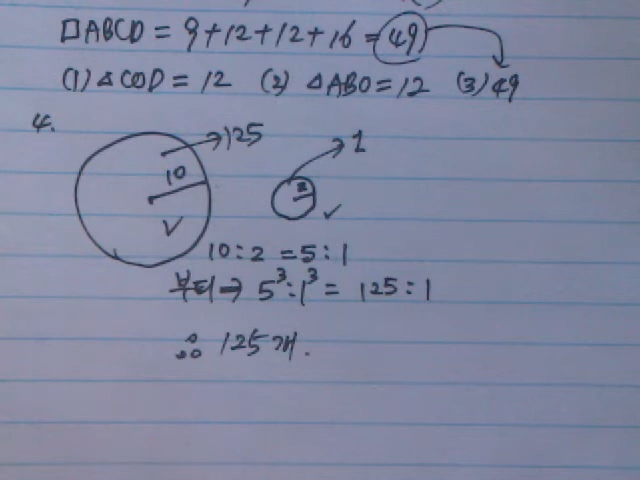 □ABCD = 9+12+12+16 = 49
(1) △COD = 12 (2) △ABO = 12 (3) 49
4.
125
10
V
1
2
10:2 = 5:1
부피→ 5³:1³ = 125:1
∴ 125개.